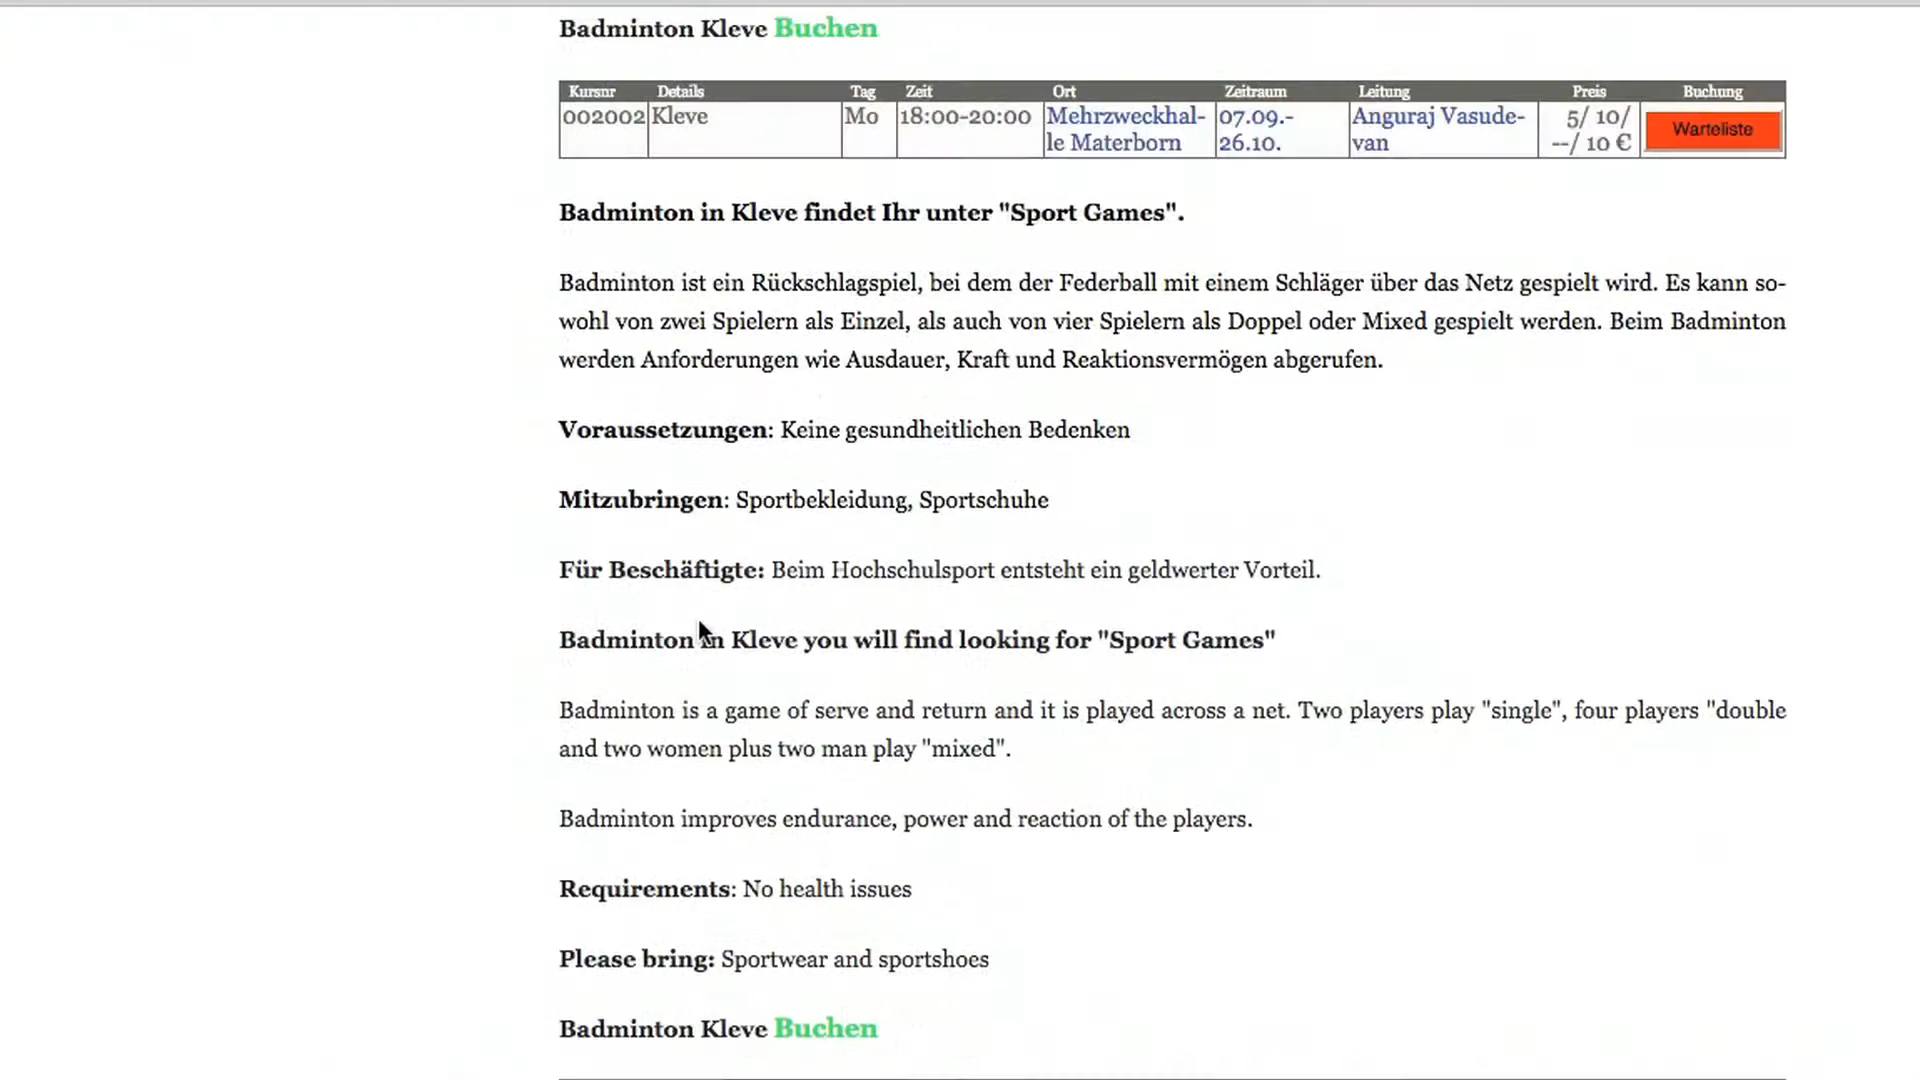 Badminton Kleve Buchen
Kursnr Details Tag Zeit Ort Zeitraum Leitung Preis Buchung
002002 Kleve Mo 18:00-20:00 Mehrzweckhal- 07.09.- Anguraj Vasude- 5/ 10/ Warteliste
le Materborn 26.10. van --/ 10 €
Badminton in Kleve findet Ihr unter "Sport Games".
Badminton ist ein Rückschlagspiel, bei dem der Federball mit einem Schläger über das Netz gespielt wird. Es kann so-
wohl von zwei Spielern als Einzel, als auch von vier Spielern als Doppel oder Mixed gespielt werden. Beim Badminton
werden Anforderungen wie Ausdauer, Kraft und Reaktionsvermögen abgerufen.
Voraussetzungen: Keine gesundheitlichen Bedenken
Mitzubringen: Sportbekleidung, Sportschuhe
Für Beschäftigte: Beim Hochschulsport entsteht ein geldwerter Vorteil.
Badminton in Kleve you will find looking for "Sport Games"
Badminton is a game of serve and return and it is played across a net. Two players play "single", four players "double
and two women plus two man play "mixed".
Badminton improves endurance, power and reaction of the players.
Requirements: No health issues
Please bring: Sportwear and sportshoes
Badminton Kleve Buchen